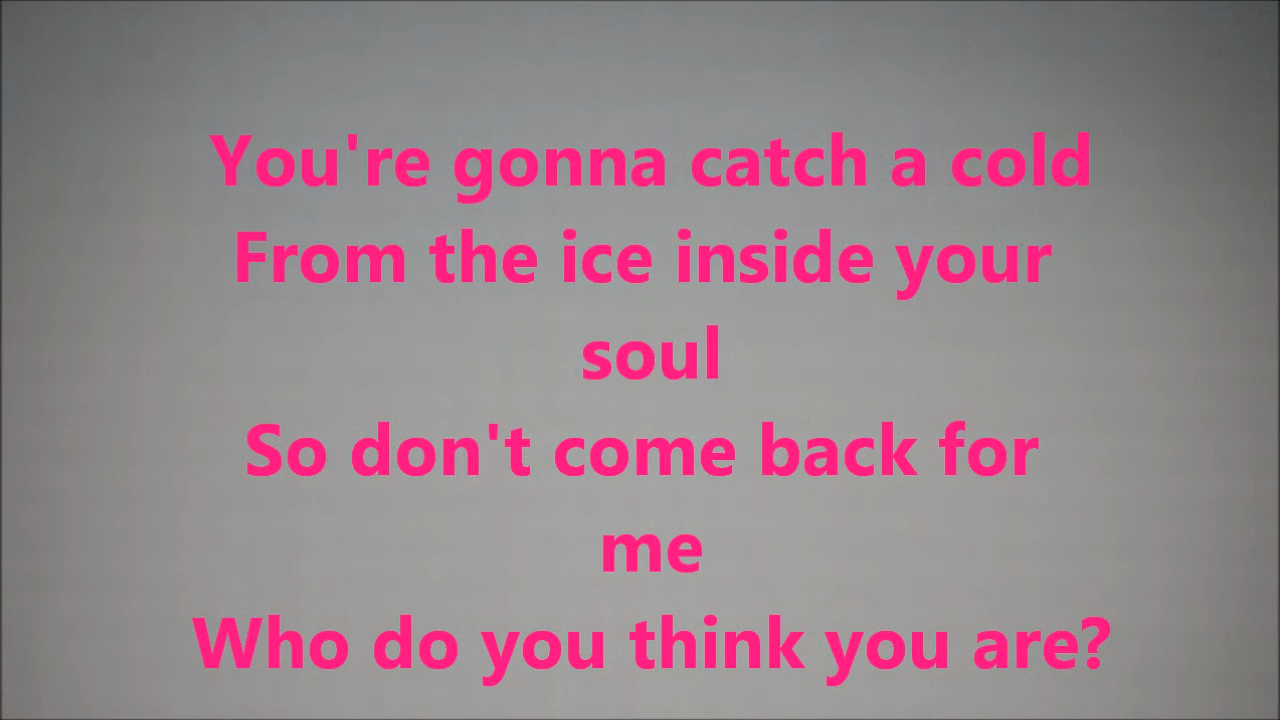 You're gonna catch a cold
From the ice inside your
soul
So don't come back for
me
Who do you think you are?